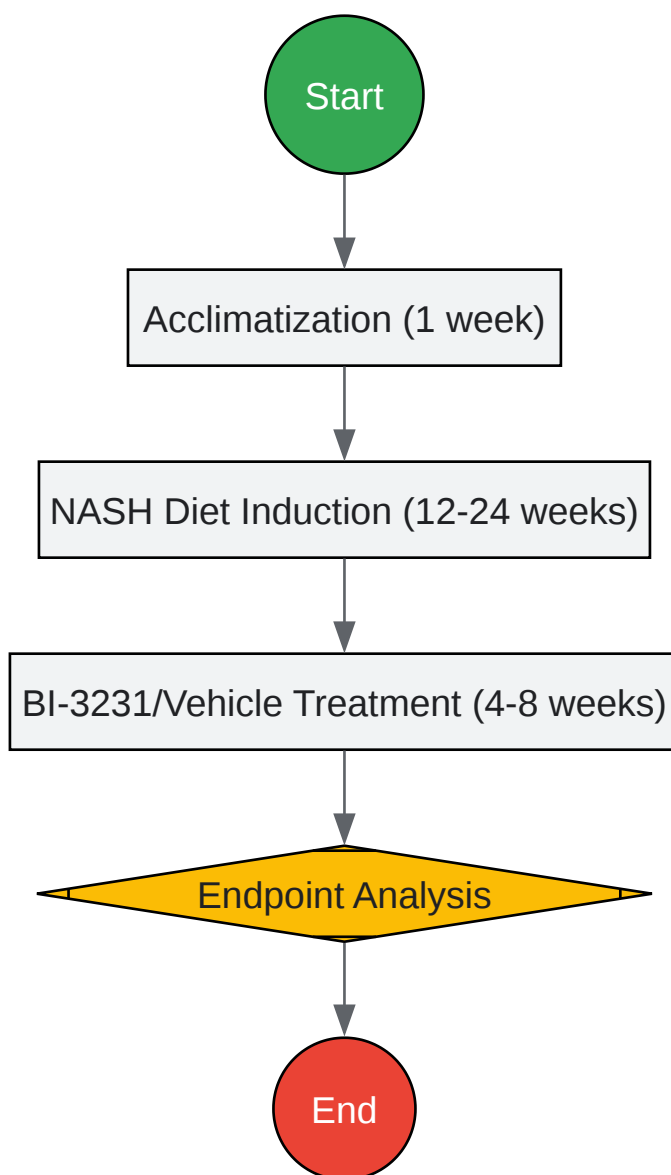 Start
Acclimatization (1 week)
NASH Diet Induction (12-24 weeks)
BI-3231/Vehicle Treatment (4-8 weeks)
Endpoint Analysis
End